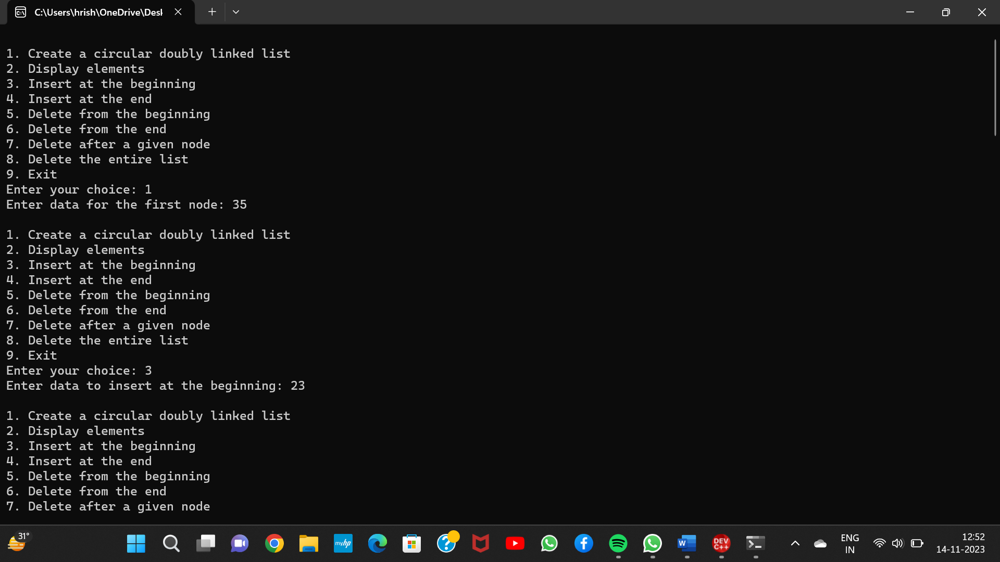 C:\Users\hrish\OneDrive\Desk
1. Create a circular doubly linked list
2. Display elements
3. Insert at the beginning
4. Insert at the end
5. Delete from the beginning
6. Delete from the end
7. Delete after a given node
8. Delete the entire list
9. Exit
Enter your choice: 1
Enter data for the first node: 35
1. Create a circular doubly linked list
2. Display elements
3. Insert at the beginning
4. Insert at the end
5. Delete from the beginning
6. Delete from the end
7. Delete after a given node
8. Delete the entire list
9. Exit
Enter your choice: 3
Enter data to insert at the beginning: 23
1. Create a circular doubly linked list
2. Display elements
3. Insert at the beginning
4. Insert at the end
5. Delete from the beginning
6. Delete from the end
7. Delete after a given node
31°
myhp
?
W
DEV
C++
ENG
IN
12:52
14-11-2023